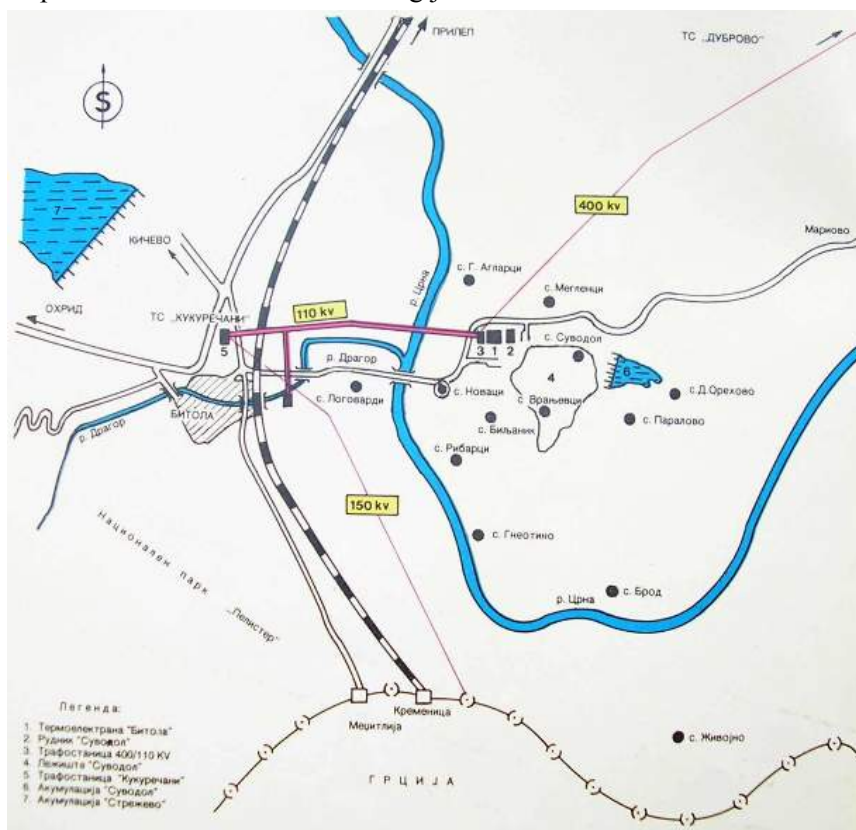 ПРИЛЕП
ТС „ДУБРОВО"
S
7
400 kv
КИЧЕВО
Мариово
с. Г. Агларци
р. Црна
с. Мегленци
ОХРИД
ТС „КУКУРЕЧАНИ"
110 kv
5
3 1 2
с. Суводол
р. Драгор
4
6
с. Новаци
с. Врањевци
с. Д.Орехово
БИТОЛА
с. Логоварди
с. Биљаник
с. Паралово
р. Драгор
с. Рибарци
150 kv
Национален парк
„Пелистер"
с. Гнеотино
с. Брод
р. Црна
Легенда:
1. Термоелектрана "Битола"
2. Рудник "Суводол"
3. Трафостаница 400/110 KV
4. Лежиште "Суводол"
5 Трафостаница "Кукуречани"
6. Акумулација "Суводол"
7. Акумулација "Стрежево"
Кременица
Меџитлија
с. Живојно
ГРЦИЈА